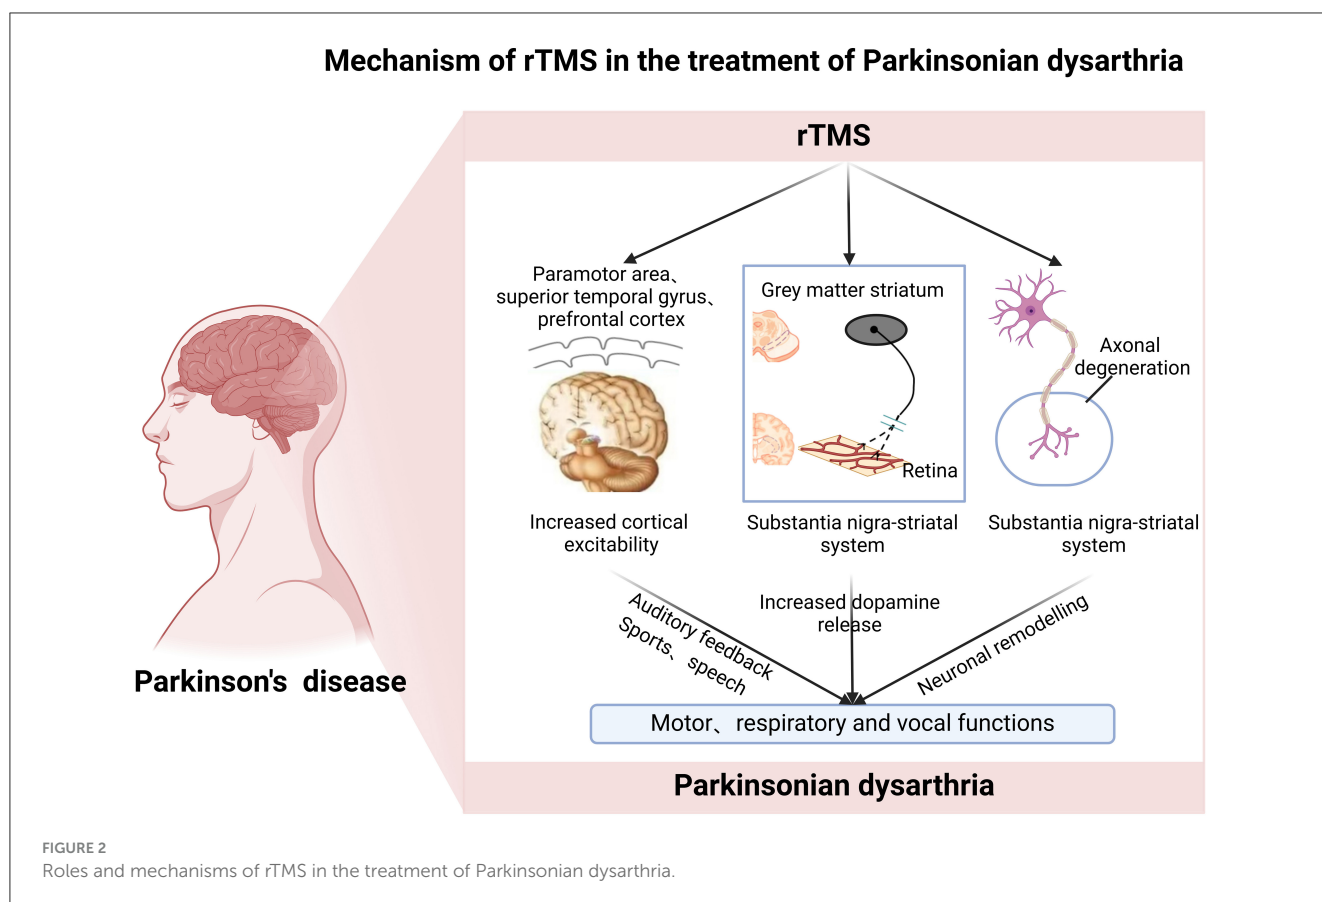 Mechanism of rTMS in the treatment of Parkinsonian dysarthria
rTMS
Paramotor area、
superior temporal gyrus、
prefrontal cortex
Increased cortical
excitability
Grey matter striatum
Retina
Substantia nigra-striatal
system
Axonal
degeneration
Substantia nigra-striatal
system
Auditory feedback
Sports、speech
Increased dopamine
release
Neuronal remodelling
Motor、respiratory and vocal functions
Parkinson's disease
Parkinsonian dysarthria
FIGURE 2
Roles and mechanisms of rTMS in the treatment of Parkinsonian dysarthria.